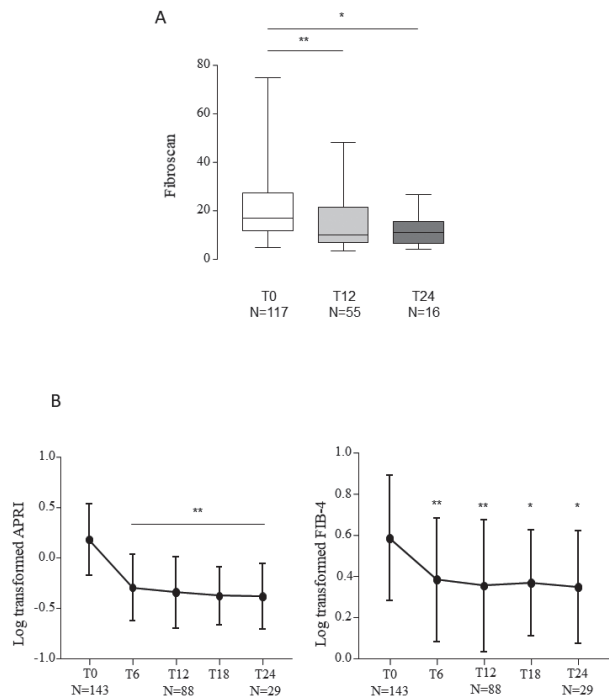 A
*
**
80
60
40
20
0
Fibroscan
T0 T12 T24
N=117 N=55 N=16
B
1.0
0.5
0.0
-0.5
-1.0
Log transformed APRI
**
T0 T6 T12 T18 T24
N=143 N=88 N=29
1.0
0.8
0.6
0.4
0.2
0.0
Log transformed FIB-4
** ** * *
T0 T6 T12 T18 T24
N=143 N=88 N=29